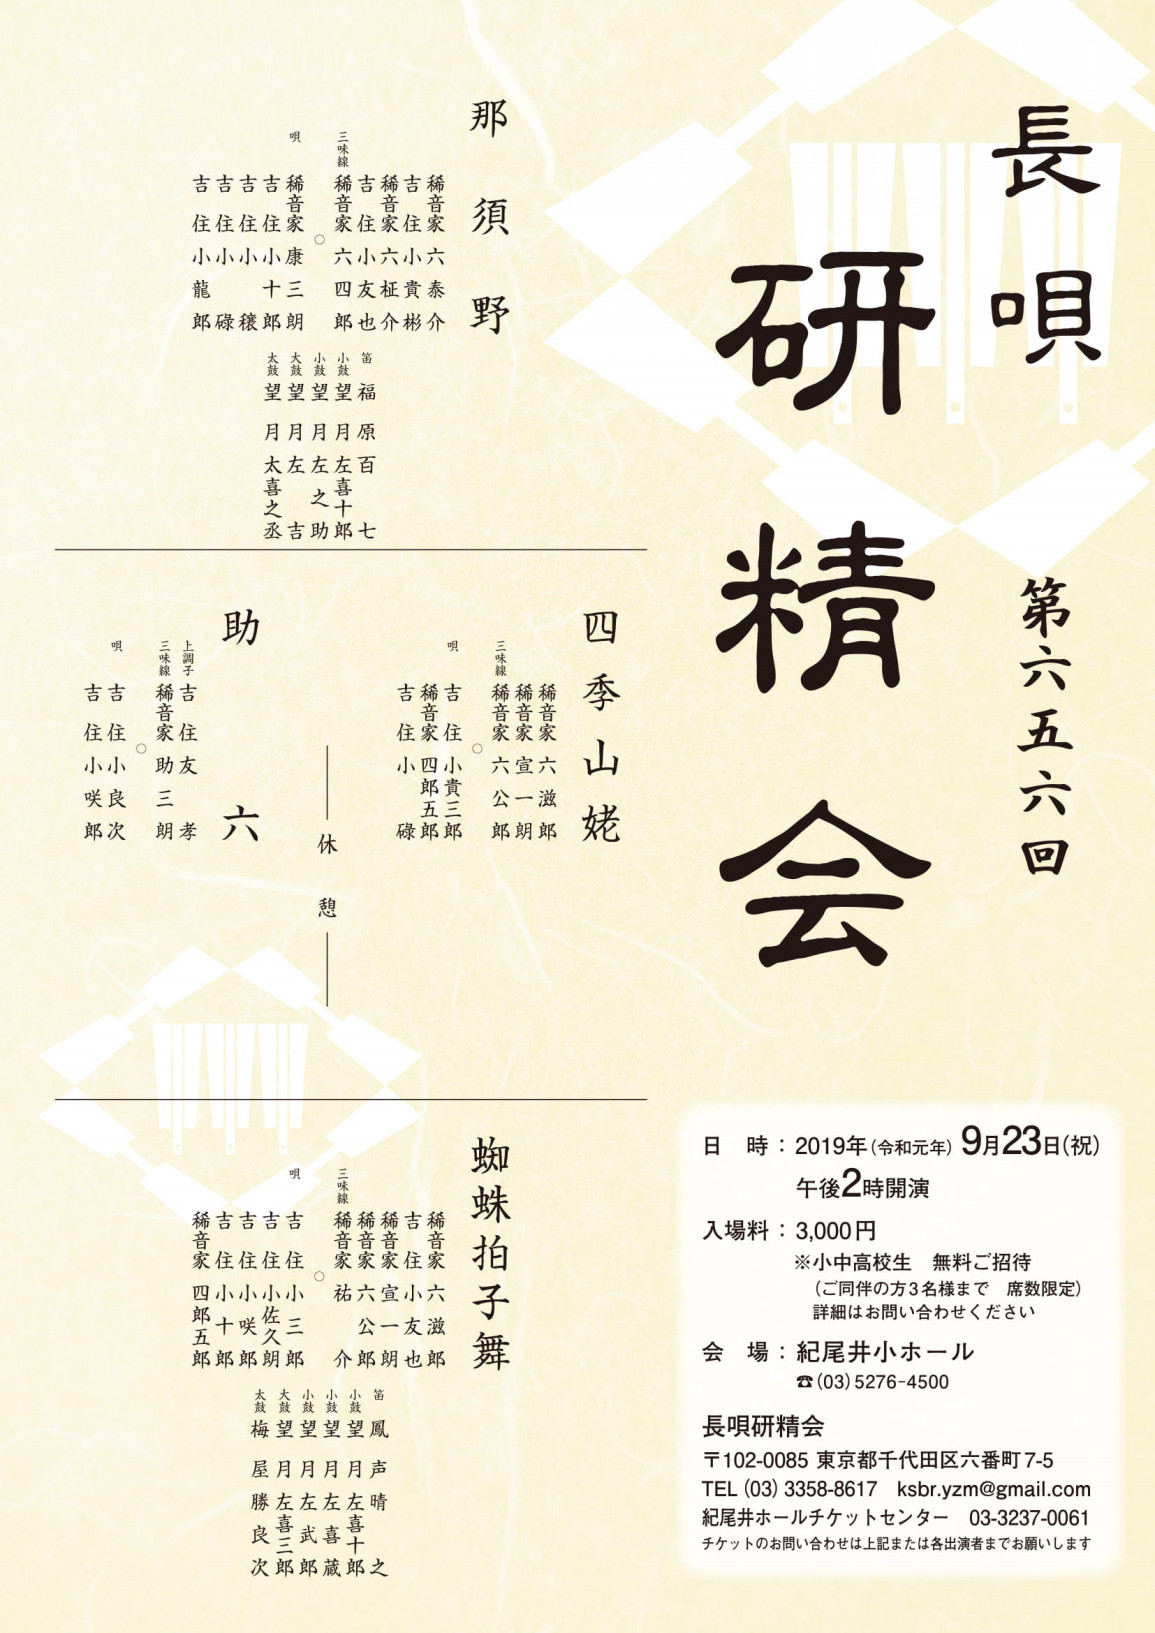 長唄
研精会
第六五六回
那須野
稀音家六泰介
吉住小貴彬
稀音家六柾介
吉住小友也
三味線 稀音家六四郎
○
唄 稀音家康三朗
吉住小十郎
吉住小穣
吉住小碌
吉住小龍郎
笛 福原百七
小鼓 望月左喜十郎
小鼓 望月左之助
大鼓 望月左吉
太鼓 望月太喜之丞
四季山姥
稀音家六滋郎
稀音家宣一朗
三味線 稀音家六公郎
○
唄 吉住小貴三郎
稀音家四郎五郎
吉住小碌
休憩
助六
上調子 吉住友孝
三味線 稀音家助三朗
○
唄 吉住小良次
吉住小咲郎
蜘蛛拍子舞
稀音家六滋郎
吉住小友也
稀音家宣一朗
稀音家六公郎
三味線 稀音家祐介
○
唄 吉住小三郎
吉住小佐久朗
吉住小咲郎
吉住小十郎
稀音家四郎五郎
笛 鳳声晴之
小鼓 望月左喜十郎
小鼓 望月左喜蔵
小鼓 望月左武郎
大鼓 望月左喜三郎
太鼓 梅屋勝良次
日　時：2019年（令和元年）9月23日（祝）
午後2時開演
入場料：3,000円
※小中高校生　無料ご招待
（ご同伴の方3名様まで　席数限定）
詳細はお問い合わせください
会　場：紀尾井小ホール
☎（03）5276-4500
長唄研精会
〒102-0085 東京都千代田区六番町7-5
TEL（03）3358-8617　ksbr.yzm@gmail.com
紀尾井ホールチケットセンター　03-3237-0061
チケットのお問い合わせは上記または各出演者までお願いします